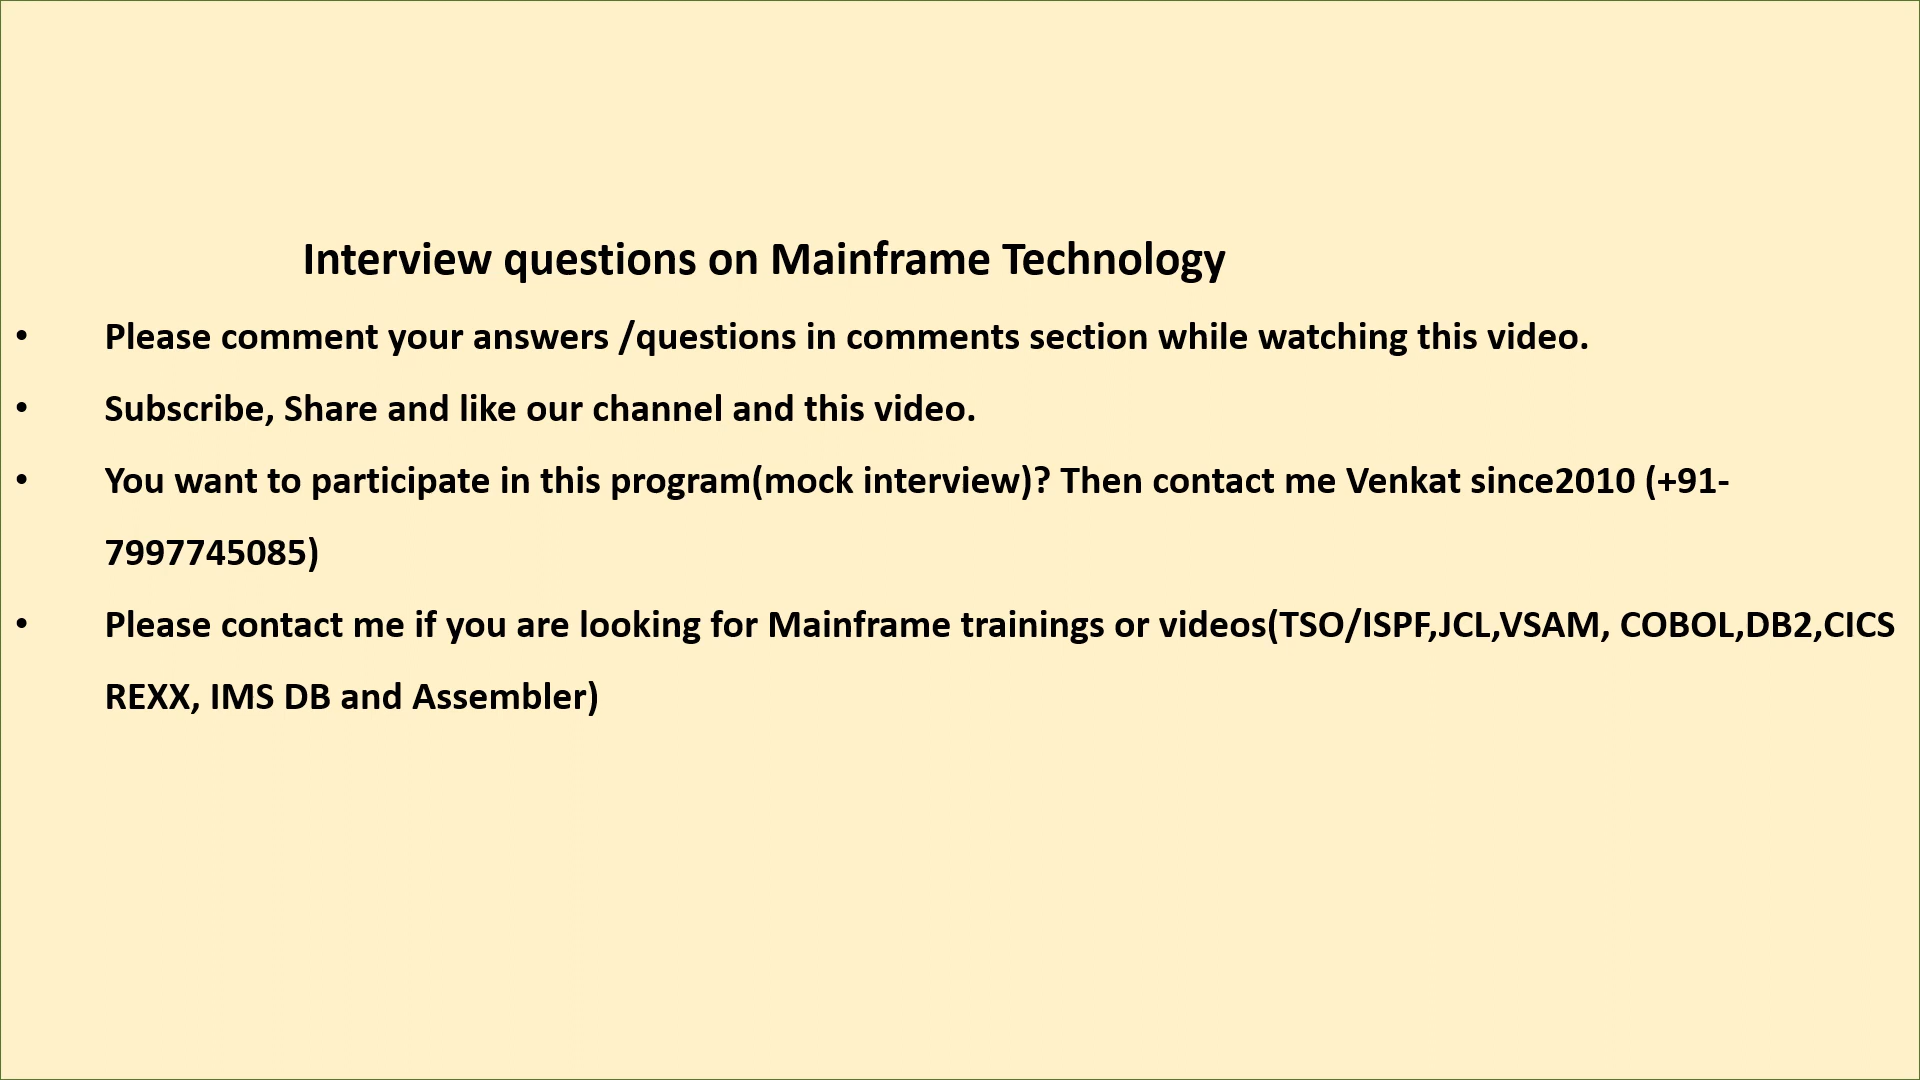 Interview questions on Mainframe Technology
• Please comment your answers /questions in comments section while watching this video.
• Subscribe, Share and like our channel and this video.
• You want to participate in this program(mock interview)? Then contact me Venkat since2010 (+91-
7997745085)
• Please contact me if you are looking for Mainframe trainings or videos(TSO/ISPF,JCL,VSAM, COBOL,DB2,CICS
REXX, IMS DB and Assembler)